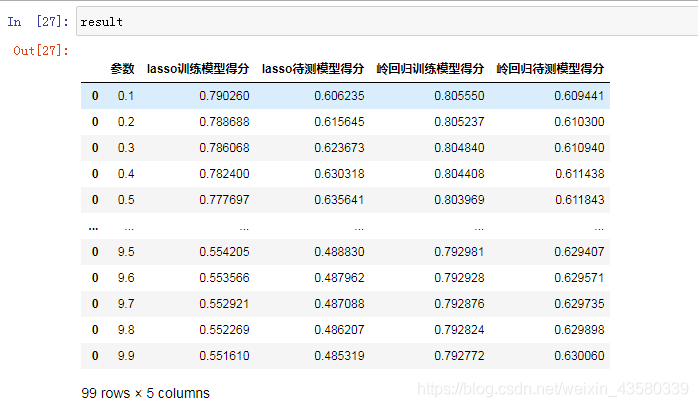 In [27]: result
Out[27]:
参数 lasso训练模型得分 lasso待测模型得分 岭回归训练模型得分 岭回归待测模型得分
0 0.1 0.790260 0.606235 0.805550 0.609441
0 0.2 0.788688 0.615645 0.805237 0.610300
0 0.3 0.786068 0.623673 0.804840 0.610940
0 0.4 0.782400 0.630318 0.804408 0.611438
0 0.5 0.777697 0.635641 0.803969 0.611843
... ... ... ... ... ...
0 9.5 0.554205 0.488830 0.792981 0.629407
0 9.6 0.553566 0.487962 0.792928 0.629571
0 9.7 0.552921 0.487088 0.792876 0.629735
0 9.8 0.552269 0.486207 0.792824 0.629898
0 9.9 0.551610 0.485319 0.792772 0.630060
99 rows × 5 columns
https://blog.csdn.net/weixin_43580339